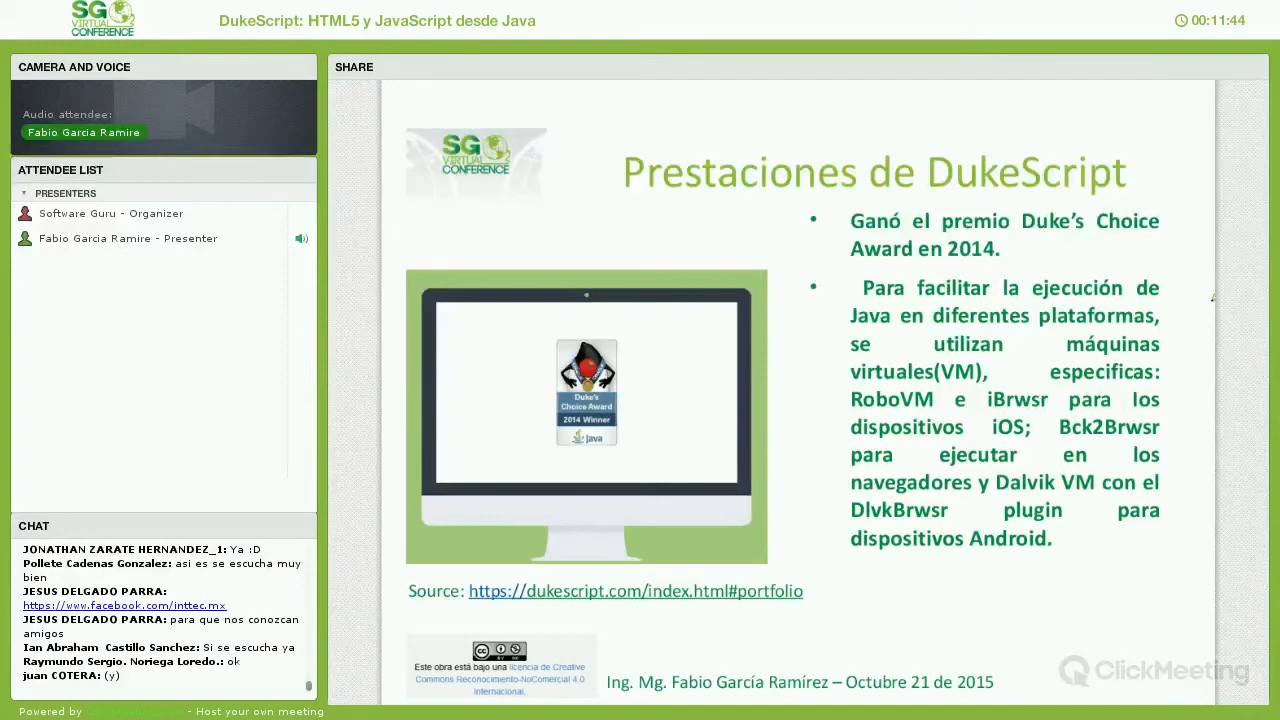 SG
VIRTUAL
CONFERENCE
DukeScript: HTML5 y JavaScript desde Java
00:11:44
CAMERA AND VOICE
Audio attendee:
Fabio Garcia Ramire
ATTENDEE LIST
PRESENTERS
Software Guru - Organizer
Fabio Garcia Ramire - Presenter
CHAT
JONATHAN ZARATE HERNANDEZ_1: Ya :D
Pollete Cadenas Gonzalez: asi es se escucha muy
bien
JESUS DELGADO PARRA:
https://www.facebook.com/inttec.mx
JESUS DELGADO PARRA: para que nos conozcan
amigos
Ian Abraham Castillo Sanchez: Si se escucha ya
Raymundo Sergio. Noriega Loredo.: ok
juan COTERA: (y)
Powered by
- Host your own meeting
SHARE
SG
VIRTUAL
CONFERENCE
Prestaciones de DukeScript
• Ganó el premio Duke’s Choice
Award en 2014.
• Para facilitar la ejecución de
Java en diferentes plataformas,
se utilizan máquinas
virtuales(VM), especificas:
RoboVM e iBrwsr para los
dispositivos iOS; Bck2Brwsr
para ejecutar en los
navegadores y Dalvik VM con el
DlvkBrwsr plugin para
dispositivos Android.
Duke's
Choice Award
2014 Winner
Java
Source: https://dukescript.com/index.html#portfolio
Este obra está bajo una licencia de Creative
Commons Reconocimiento-NoComercial 4.0
Internacional.
Ing. Mg. Fabio García Ramírez – Octubre 21 de 2015
ClickMeeting